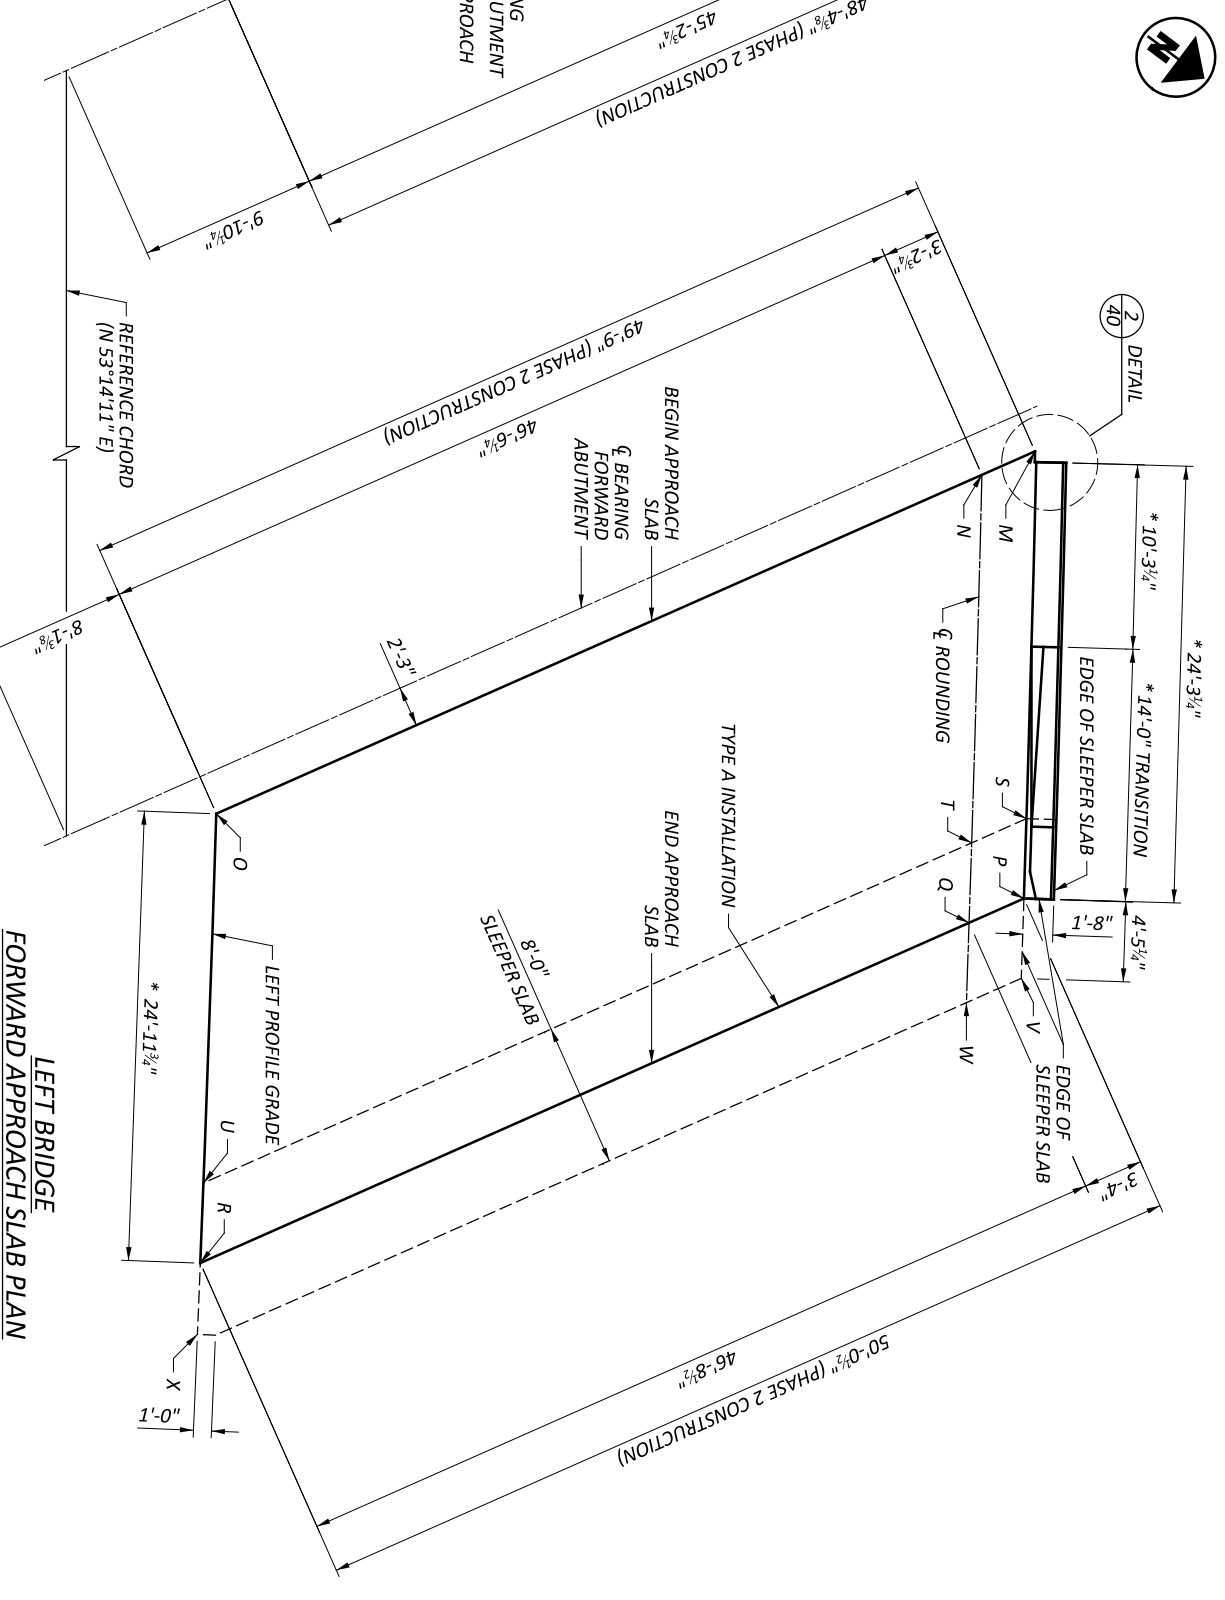 N
NG
UTMENT
PROACH
45'-2¾"
48'-4⅜" (PHASE 2 CONSTRUCTION)
9'-10¼"
REFERENCE CHORD
(N 53°14'11" E)
8'-1⅜"
49'-9" (PHASE 2 CONSTRUCTION)
46'-6¼"
3'-2¾"
2
40
DETAIL
BEGIN APPROACH
SLAB
℄ BEARING
FORWARD
ABUTMENT
2'-3"
M
N
℄ ROUNDING
* 10'-3¼"
* 14'-0" TRANSITION
* 24'-3¼"
EDGE OF SLEEPER SLAB
S
T
P
Q
O
1'-8"
4'-5¼"
TYPE A INSTALLATION
END APPROACH
SLAB
8'-0"
SLEEPER SLAB
LEFT PROFILE GRADE
* 24'-11¾"
V
W
EDGE OF
SLEEPER SLAB
3'-4"
U
R
X
1'-0"
46'-8½"
50'-0½" (PHASE 2 CONSTRUCTION)
LEFT BRIDGE
FORWARD APPROACH SLAB PLAN